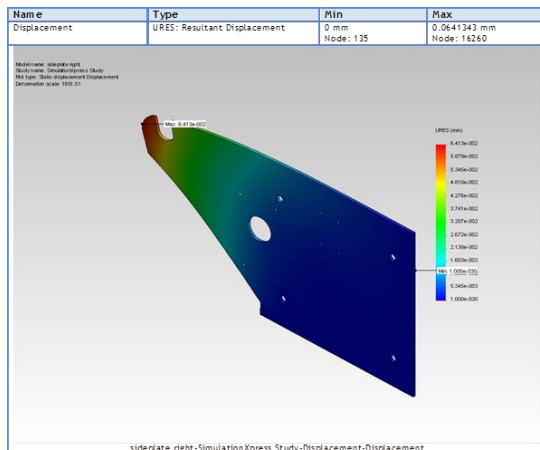 Name Type Min Max
Displacement URES: Resultant Displacement 0 mm 0.0641343 mm
Node: 135 Node: 16260
Model name: sideplate right
Study name: SimulationXpress Study
Plot type: Static displacement Displacement
Deformation scale: 1951.51
Max: 6.413e-002
URES (mm)
6.413e-002
5.879e-002
5.345e-002
4.810e-002
4.276e-002
3.741e-002
3.207e-002
2.672e-002
2.138e-002
1.603e-002
Min: 1.000e-030
5.345e-003
1.000e-030
sideplate right-SimulationXpress Study-Displacement-Displacement